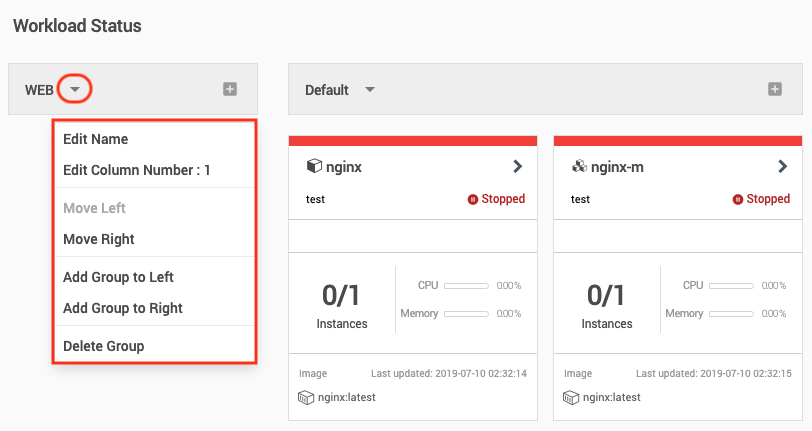 Workload Status
WEB
Default
Edit Name
Edit Column Number : 1
Move Left
Move Right
Add Group to Left
Add Group to Right
Delete Group
nginx
test
Stopped
0/1
Instances
CPU
0.00%
Memory
0.00%
Image
Last updated: 2019-07-10 02:32:14
nginx:latest
nginx-m
test
Stopped
0/1
Instances
CPU
0.00%
Memory
0.00%
Image
Last updated: 2019-07-10 02:32:15
nginx:latest